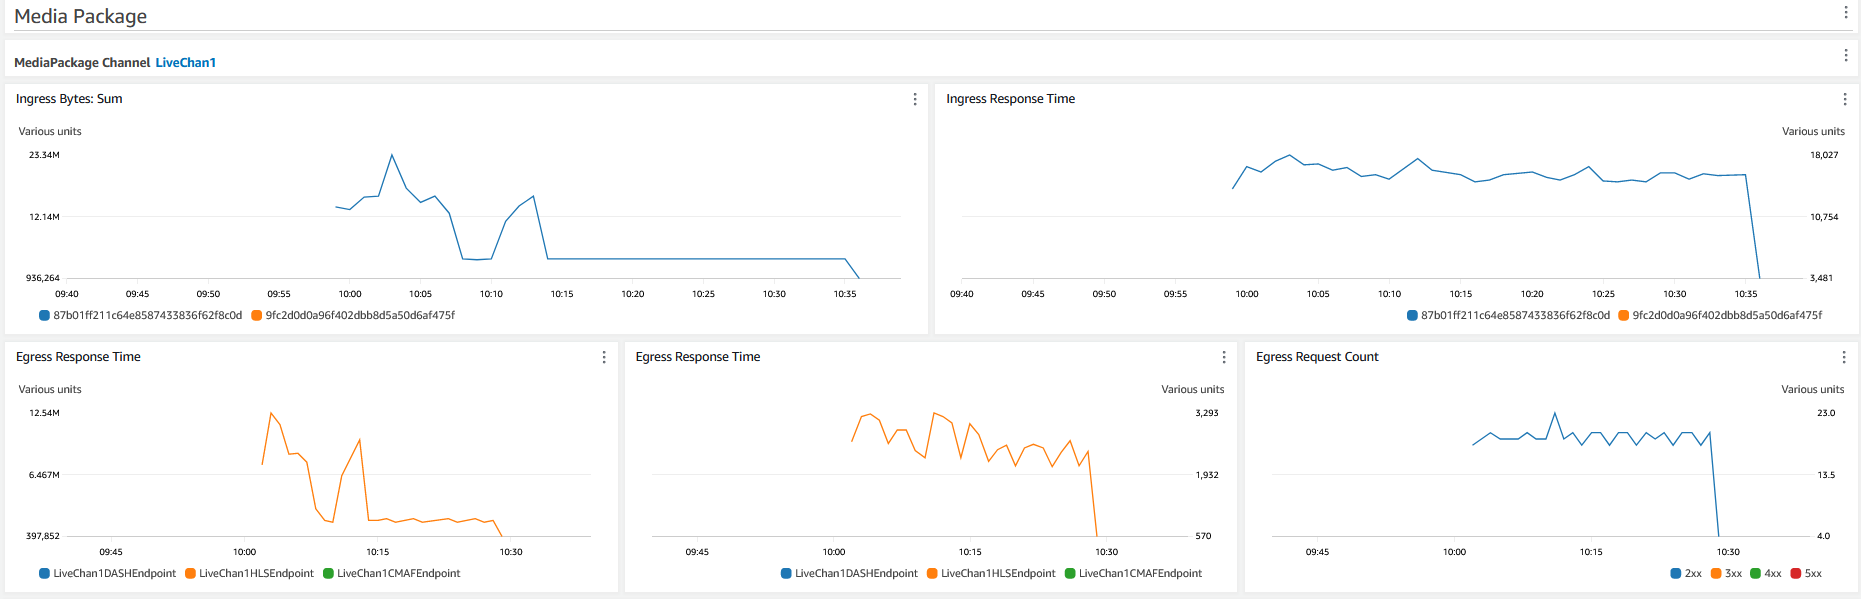 Media Package
MediaPackage Channel LiveChan1
Ingress Bytes: Sum
Various units
23.34M
12.14M
936,264
09:40 09:45 09:50 09:55 10:00 10:05 10:10 10:15 10:20 10:25 10:30 10:35
87b01ff211c64e8587433836f62f8c0d 9fc2d0d0a96f402dbb8d5a50d6af475f
Ingress Response Time
Various units
18,027
10,754
3,481
09:40 09:45 09:50 09:55 10:00 10:05 10:10 10:15 10:20 10:25 10:30 10:35
87b01ff211c64e8587433836f62f8c0d 9fc2d0d0a96f402dbb8d5a50d6af475f
Egress Response Time
Various units
12.54M
6.467M
397,852
09:45 10:00 10:15 10:30
LiveChan1DASHEndpoint LiveChan1HLSEndpoint LiveChan1CMAFEndpoint
Egress Response Time
Various units
3,293
1,932
570
09:45 10:00 10:15 10:30
LiveChan1DASHEndpoint LiveChan1HLSEndpoint LiveChan1CMAFEndpoint
Egress Request Count
Various units
23.0
13.5
4.0
09:45 10:00 10:15 10:30
2xx 3xx 4xx 5xx